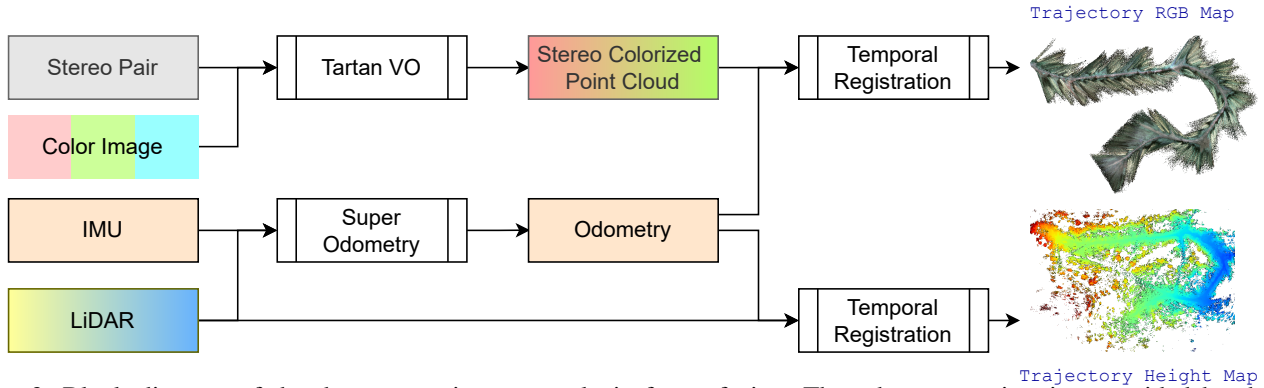 Trajectory RGB Map
Stereo Pair
Tartan VO
Stereo Colorized
Point Cloud
Temporal
Registration
Color Image
IMU
Super
Odometry
Odometry
LiDAR
Temporal
Registration
Trajectory Height Map